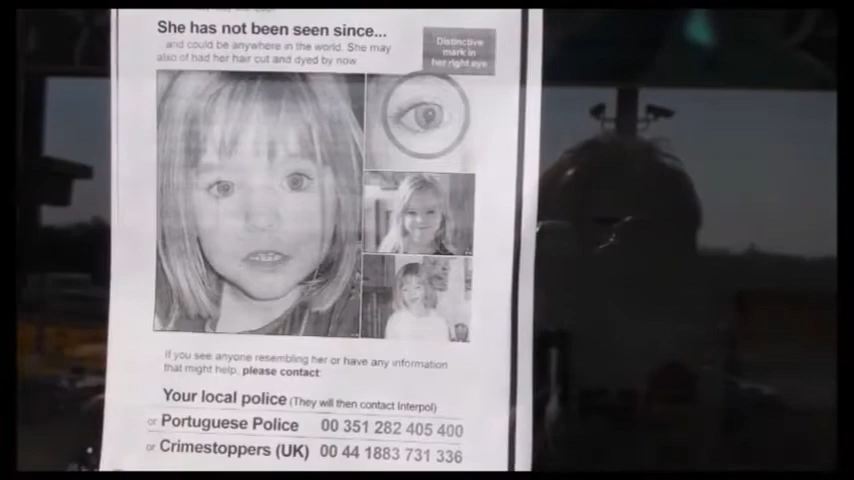 She has not been seen since...
and could be anywhere in the world. She may
also of had her hair cut and dyed by now
Distinctive
mark in
her right eye
If you see anyone resembling her or have any information
that might help, please contact:
Your local police (They will then contact Interpol)
or Portuguese Police 00 351 282 405 400
or Crimestoppers (UK) 00 44 1883 731 336